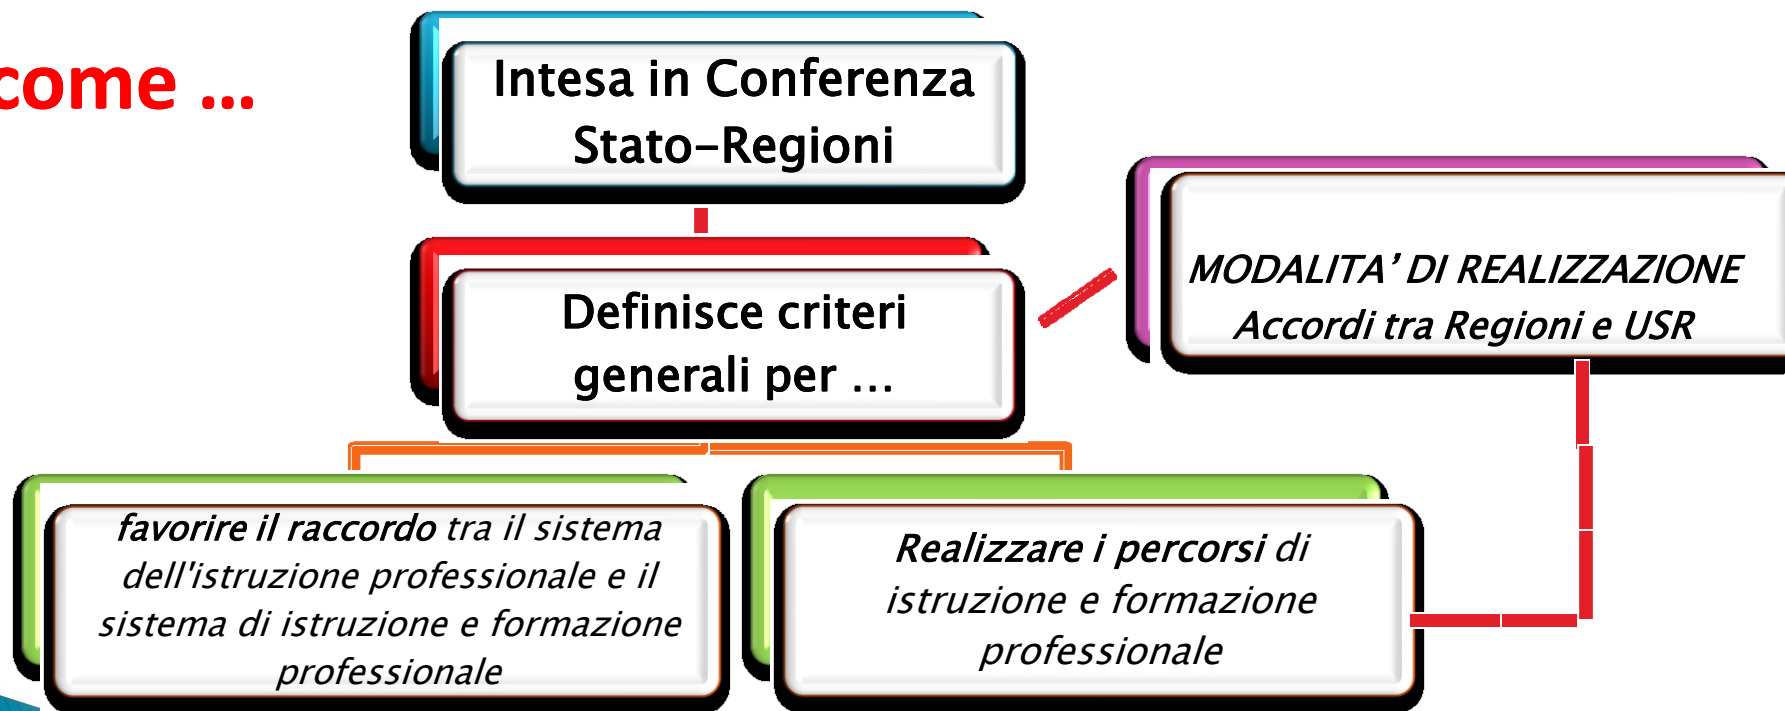 come ...
Intesa in Conferenza
Stato-Regioni
MODALITA’ DI REALIZZAZIONE
Accordi tra Regioni e USR
Definisce criteri
generali per ...
favorire il raccordo tra il sistema
dell'istruzione professionale e il
sistema di istruzione e formazione
professionale
Realizzare i percorsi di
istruzione e formazione
professionale